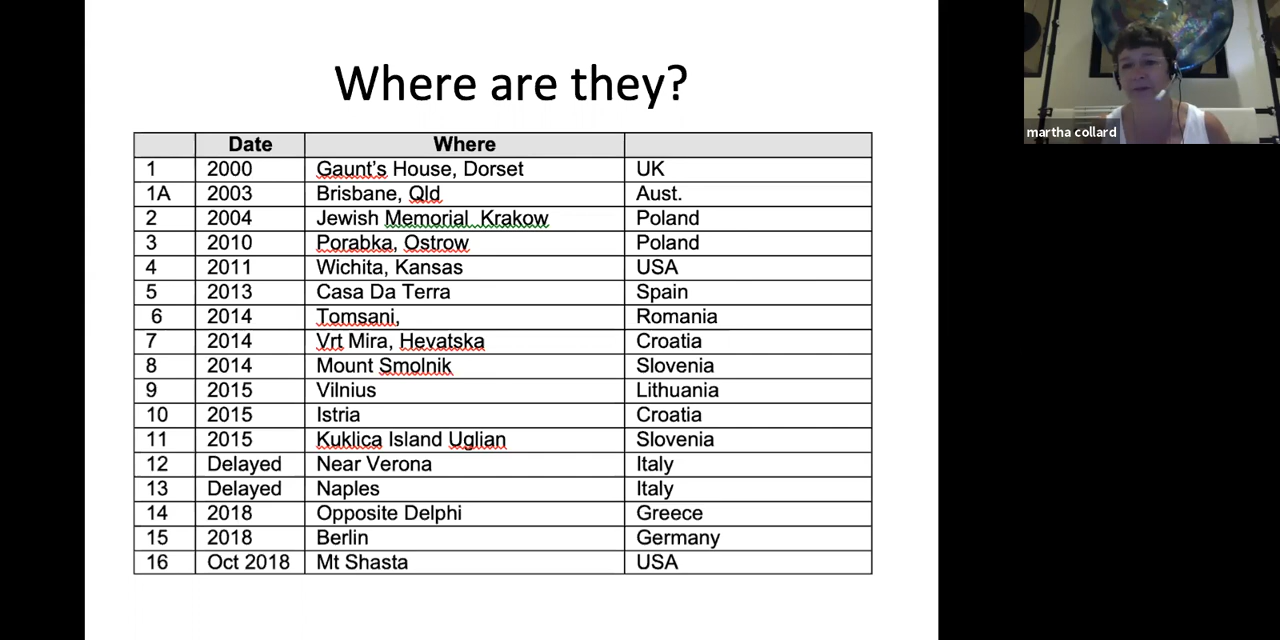 Where are they?
Date Where
1 2000 Gaunt's House, Dorset UK
1A 2003 Brisbane, Qld Aust.
2 2004 Jewish Memorial Krakow Poland
3 2010 Porabka, Ostrow Poland
4 2011 Wichita, Kansas USA
5 2013 Casa Da Terra Spain
6 2014 Tomsani, Romania
7 2014 Vrt Mira, Hevatska Croatia
8 2014 Mount Smolnik Slovenia
9 2015 Vilnius Lithuania
10 2015 Istria Croatia
11 2015 Kuklica Island Uglian Slovenia
12 Delayed Near Verona Italy
13 Delayed Naples Italy
14 2018 Opposite Delphi Greece
15 2018 Berlin Germany
16 Oct 2018 Mt Shasta USA
martha collard